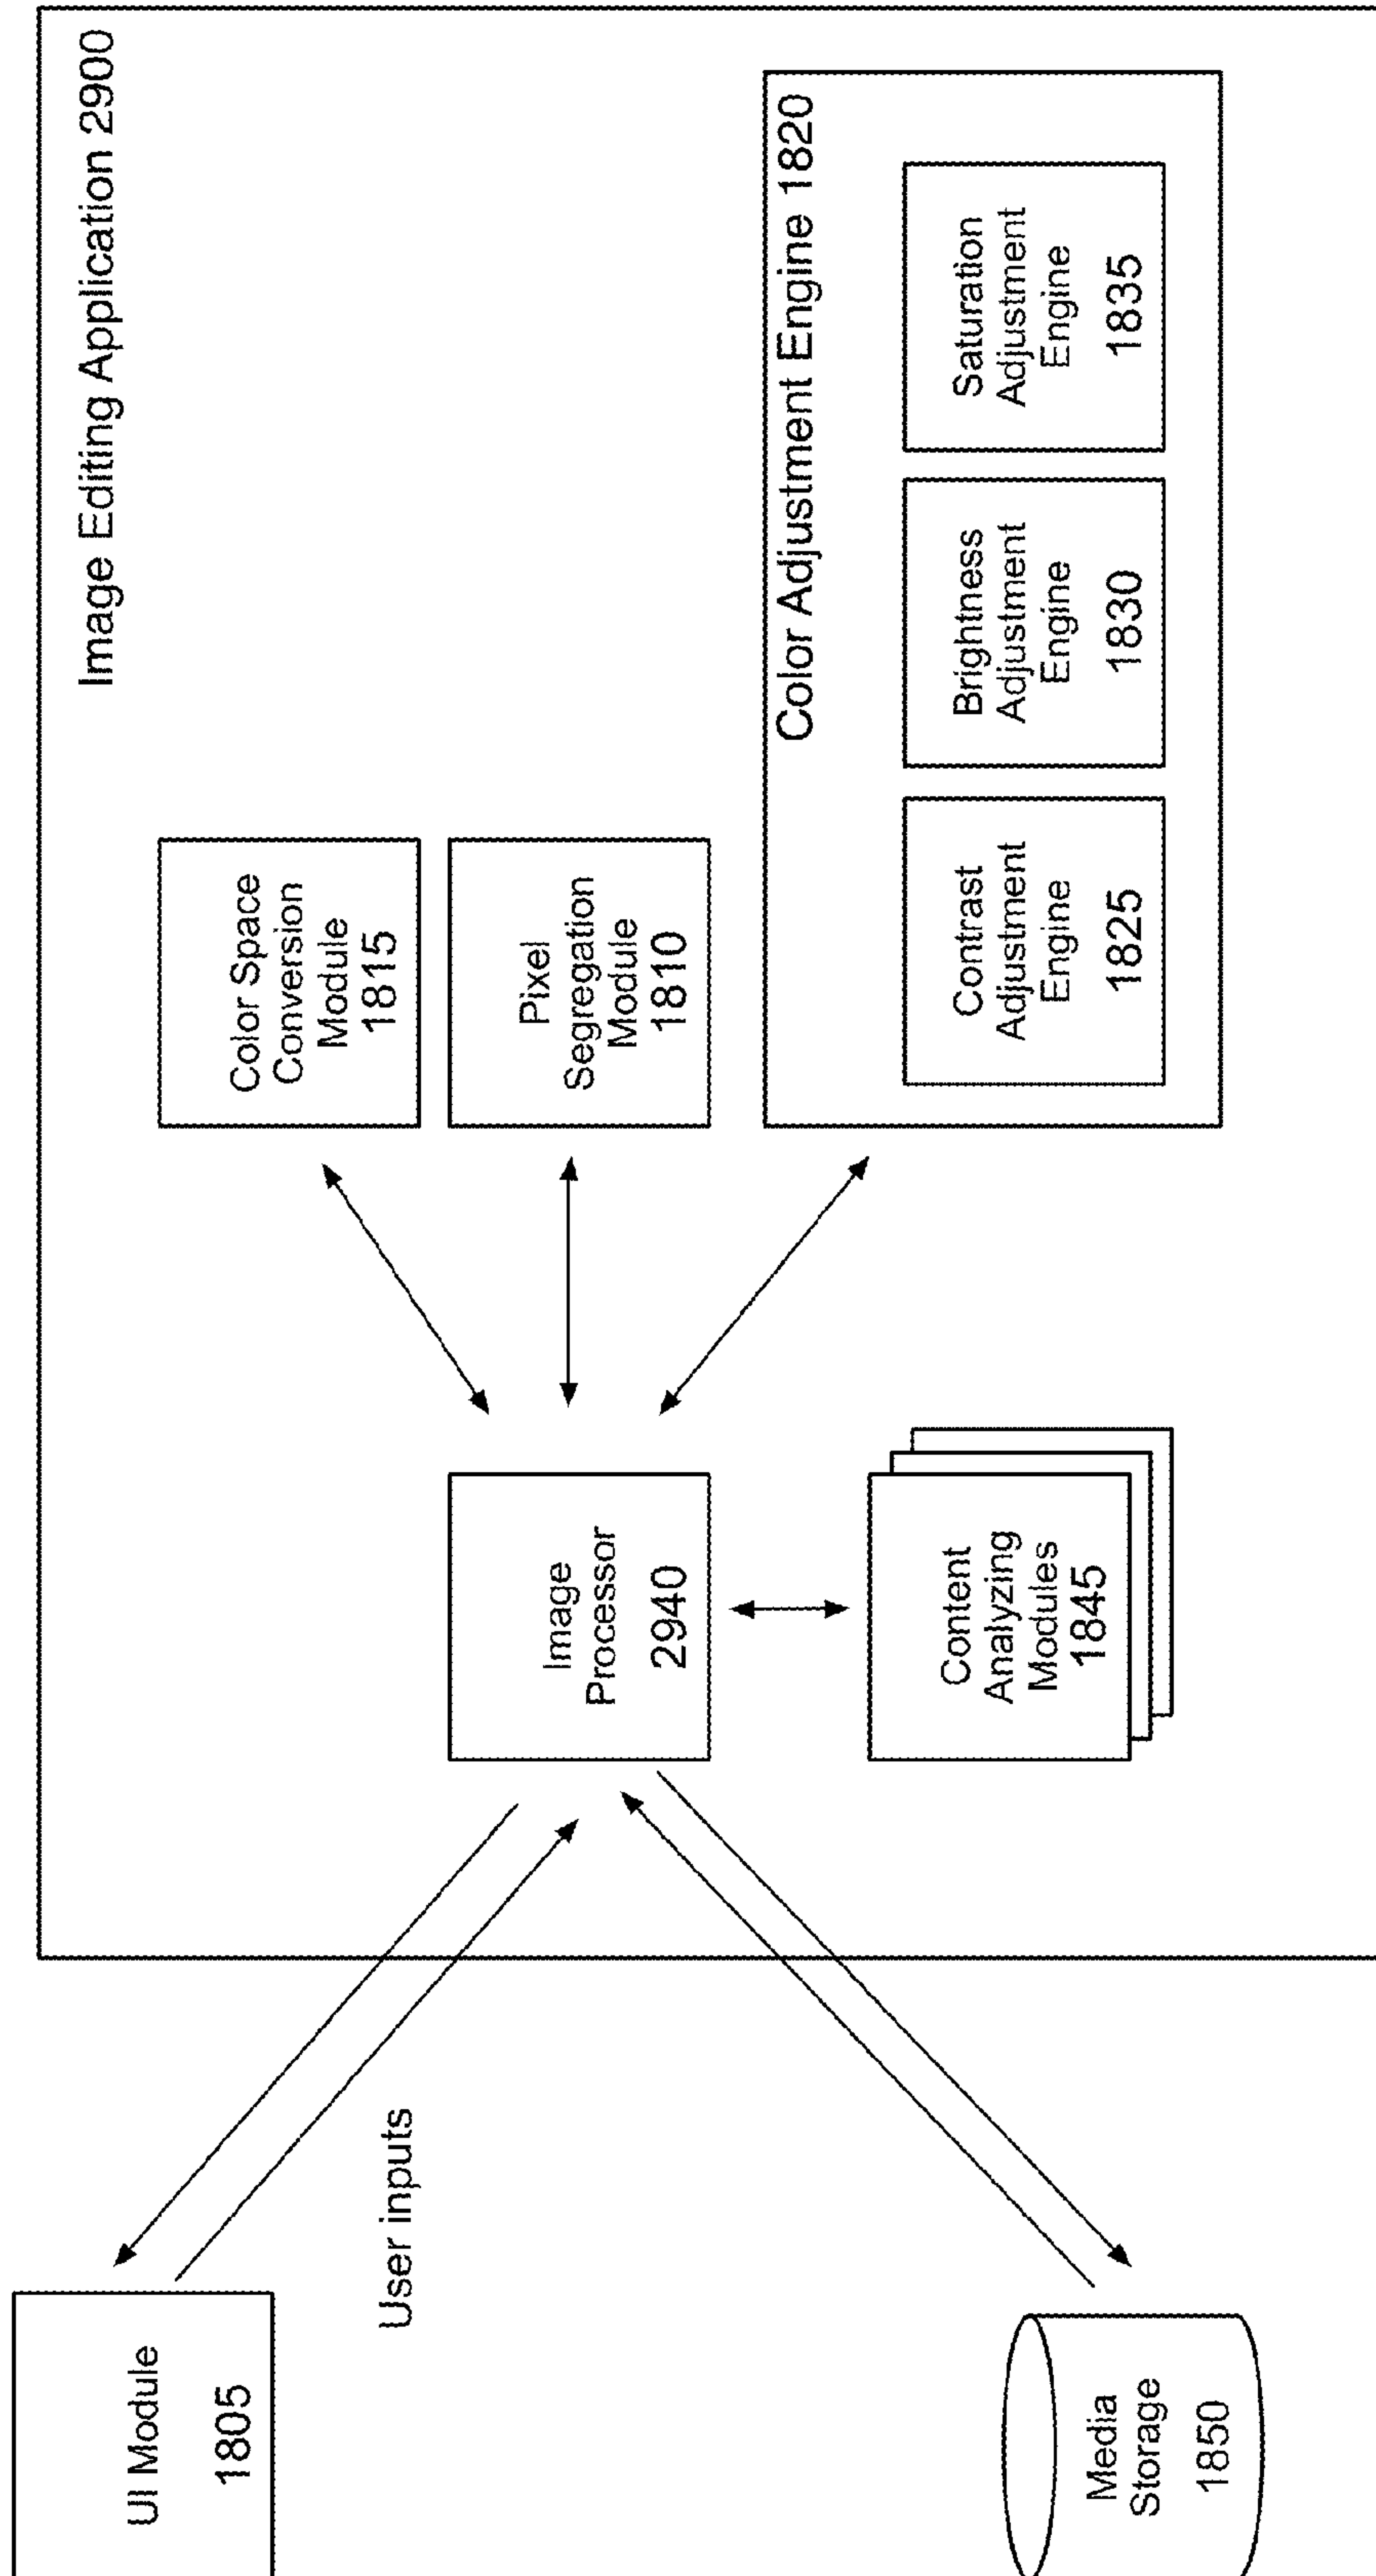 Image Editing Application 2900
UI Module
1805
User inputs
Media
Storage
1850
Image
Processor
2940
Content
Analyzing
Modules
1845
Color Space
Conversion
Module
1815
Pixel
Segregation
Module
1810
Color Adjustment Engine 1820
Contrast
Adjustment
Engine
1825
Brightness
Adjustment
Engine
1830
Saturation
Adjustment
Engine
1835